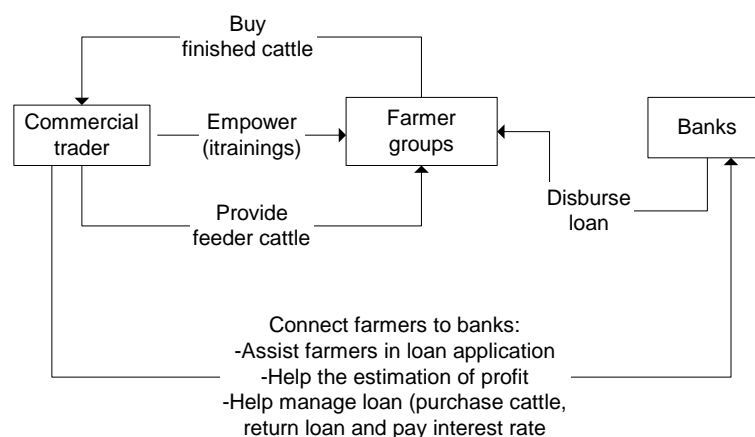 Buy
finished cattle
Commercial
trader
Empower
(itrainings)
Farmer
groups
Banks
Provide
feeder cattle
Disburse
loan
Connect farmers to banks:
-Assist farmers in loan application
-Help the estimation of profit
-Help manage loan (purchase cattle,
return loan and pay interest rate